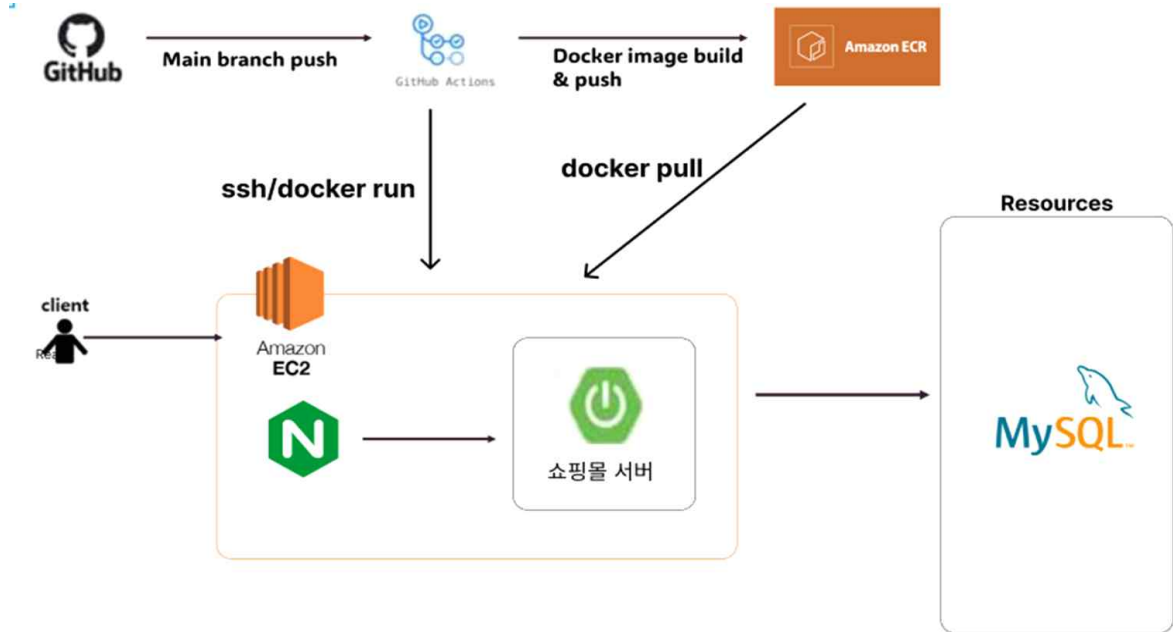 GitHub
Main branch push
GitHub Actions
Docker image build
& push
Amazon ECR
ssh/docker run
docker pull
Resources
client
Amazon
EC2
N
쇼핑몰 서버
MySQL